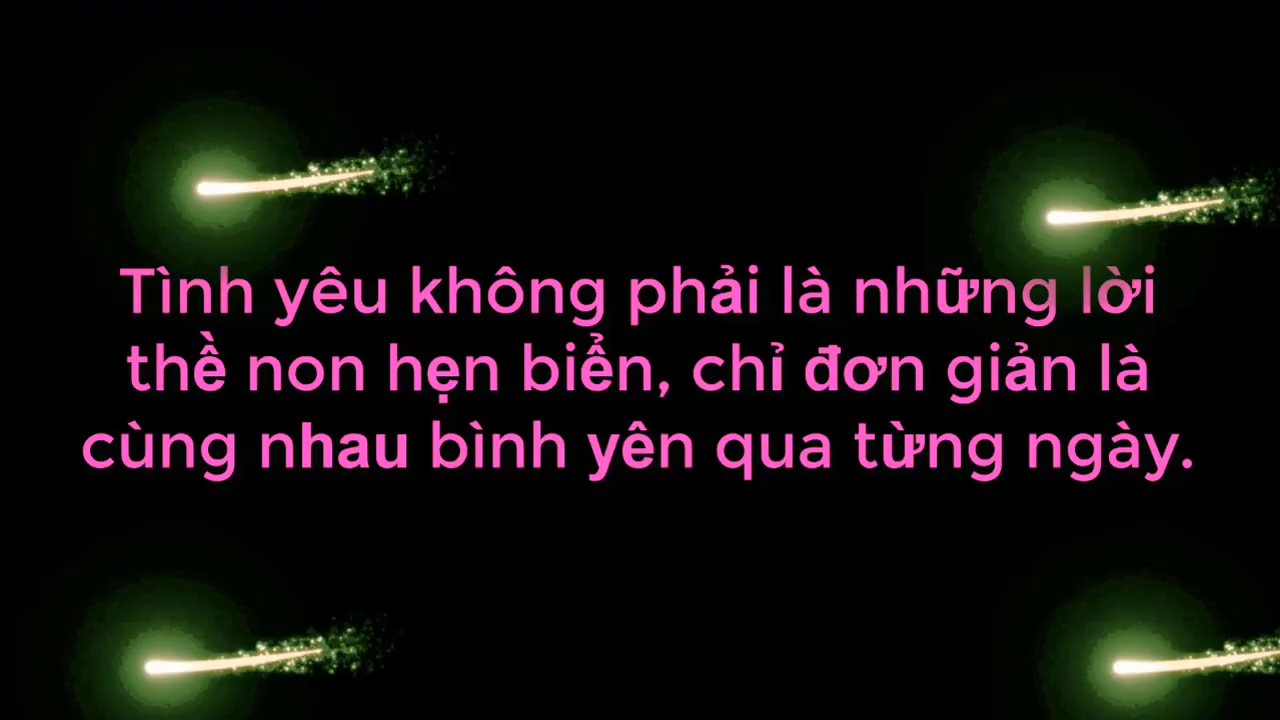 Tình yêu không phải là những lời
thề non hẹn biển, chỉ đơn giản là
cùng nhau bình yên qua từng ngày.